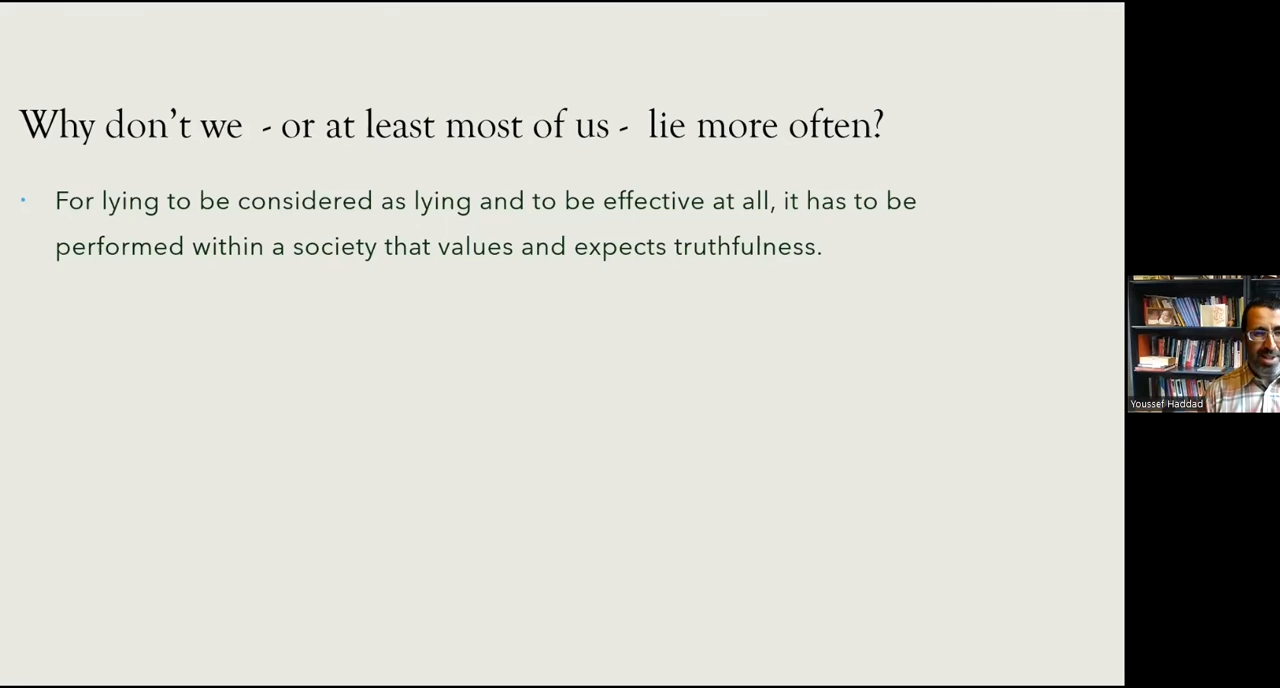 Why don't we - or at least most of us - lie more often?
• For lying to be considered as lying and to be effective at all, it has to be
performed within a society that values and expects truthfulness.
Youssef Haddad